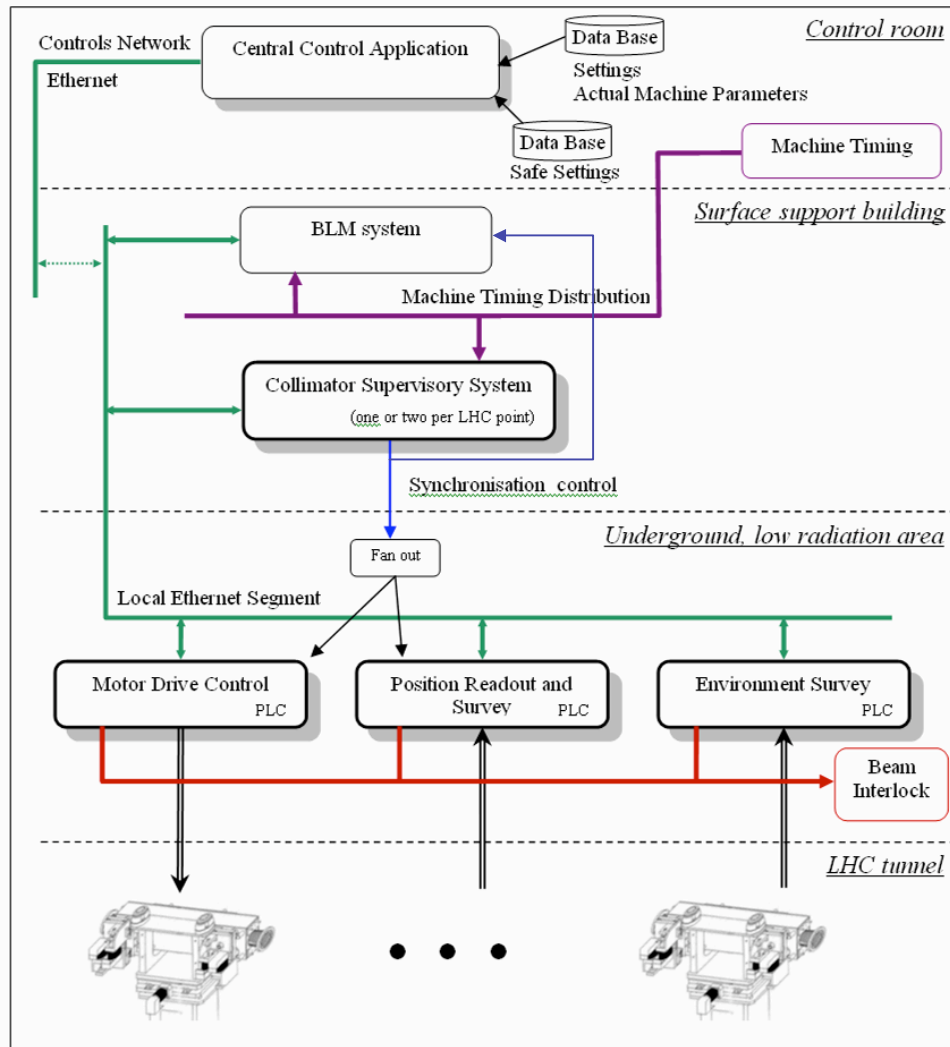 Control room
Controls Network
Ethernet
Central Control Application
Data Base
Settings
Actual Machine Parameters
Data Base
Safe Settings
Machine Timing
Surface support building
BLM system
Machine Timing Distribution
Collimator Supervisory System
(one or two per LHC point)
Synchronisation control
Underground, low radiation area
Fan out
Local Ethernet Segment
Motor Drive Control
PLC
Position Readout and
Survey PLC
Environment Survey
PLC
Beam
Interlock
LHC tunnel